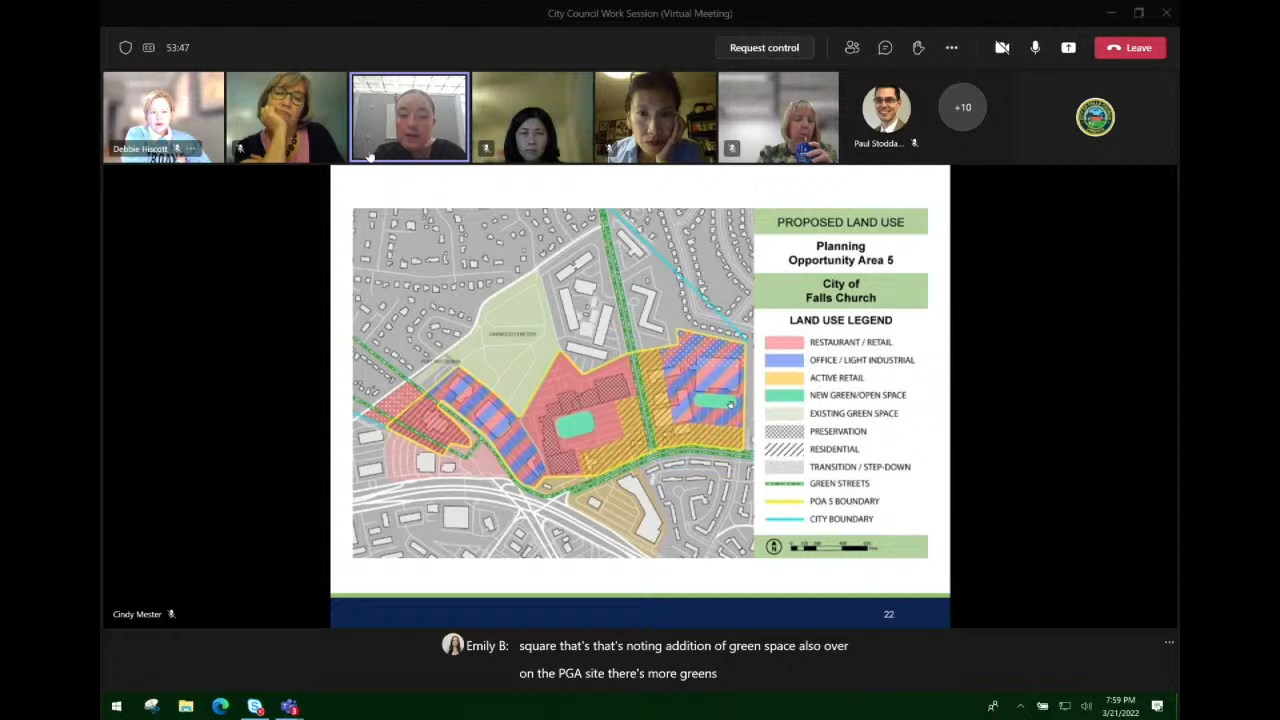 City Council Work Session (Virtual Meeting)
53:47
Request control
Leave
Debbie Hiscott
Paul Stodda...
+10
PROPOSED LAND USE
Planning
Opportunity Area 5
City of
Falls Church
LAND USE LEGEND
RESTAURANT / RETAIL
OFFICE / LIGHT INDUSTRIAL
ACTIVE RETAIL
NEW GREEN/OPEN SPACE
EXISTING GREEN SPACE
PRESERVATION
RESIDENTIAL
TRANSITION / STEP-DOWN
GREEN STREETS
POA 5 BOUNDARY
CITY BOUNDARY
22
Cindy Mester
Emily B: square that's that's noting addition of green space also over
on the PGA site there's more greens
7:59 PM
3/21/2022